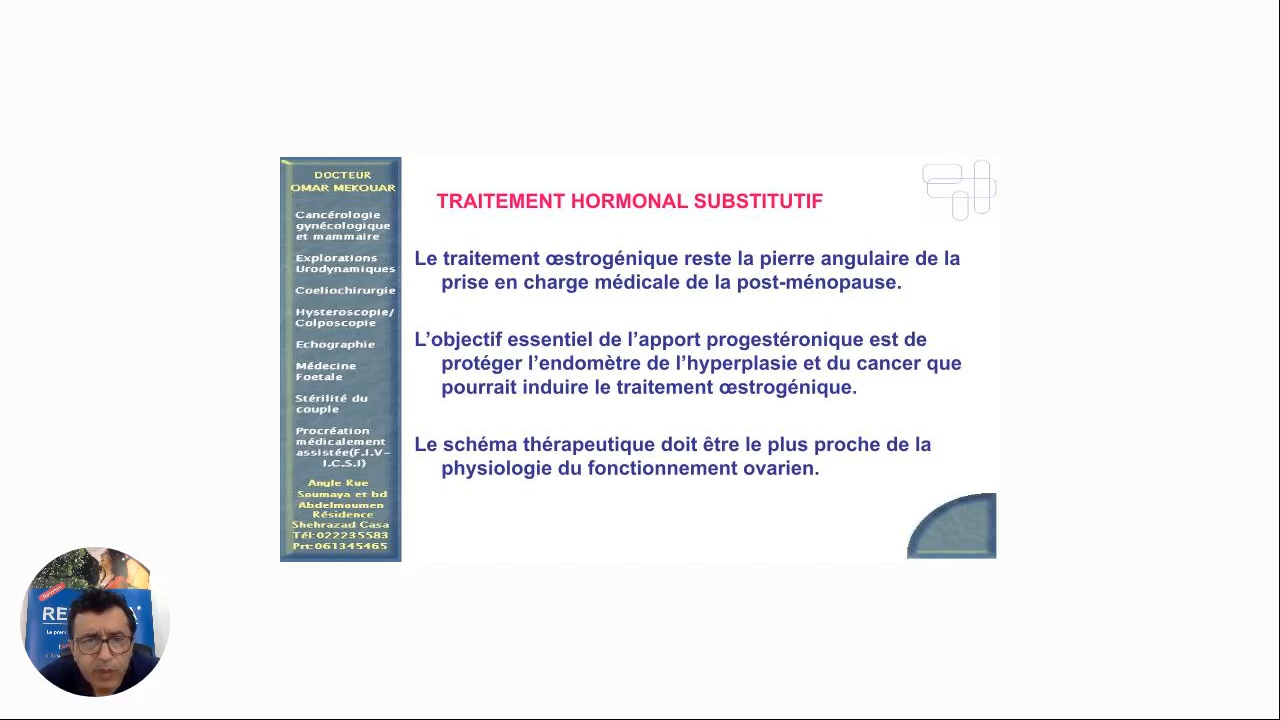 DOCTEUR
OMAR MEKOUAR
Cancérologie
gynécologique
et mammaire
Explorations
Urodynamiques
Coeliochirurgie
Hysteroscopie/
Colposcopie
Echographie
Médecine
Foetale
Stérilité du
couple
Procréation
médicalement
assistée(F.I.V-
I.C.S.I)
Angle Rue
Soumaya et bd
Abdelmoumen
Résidence
Shehrazad Casa
Tél:022235583
Prt:061345465
TRAITEMENT HORMONAL SUBSTITUTIF
Le traitement œstrogénique reste la pierre angulaire de la
prise en charge médicale de la post-ménopause.
L’objectif essentiel de l’apport progestéronique est de
protéger l’endomètre de l’hyperplasie et du cancer que
pourrait induire le traitement œstrogénique.
Le schéma thérapeutique doit être le plus proche de la
physiologie du fonctionnement ovarien.